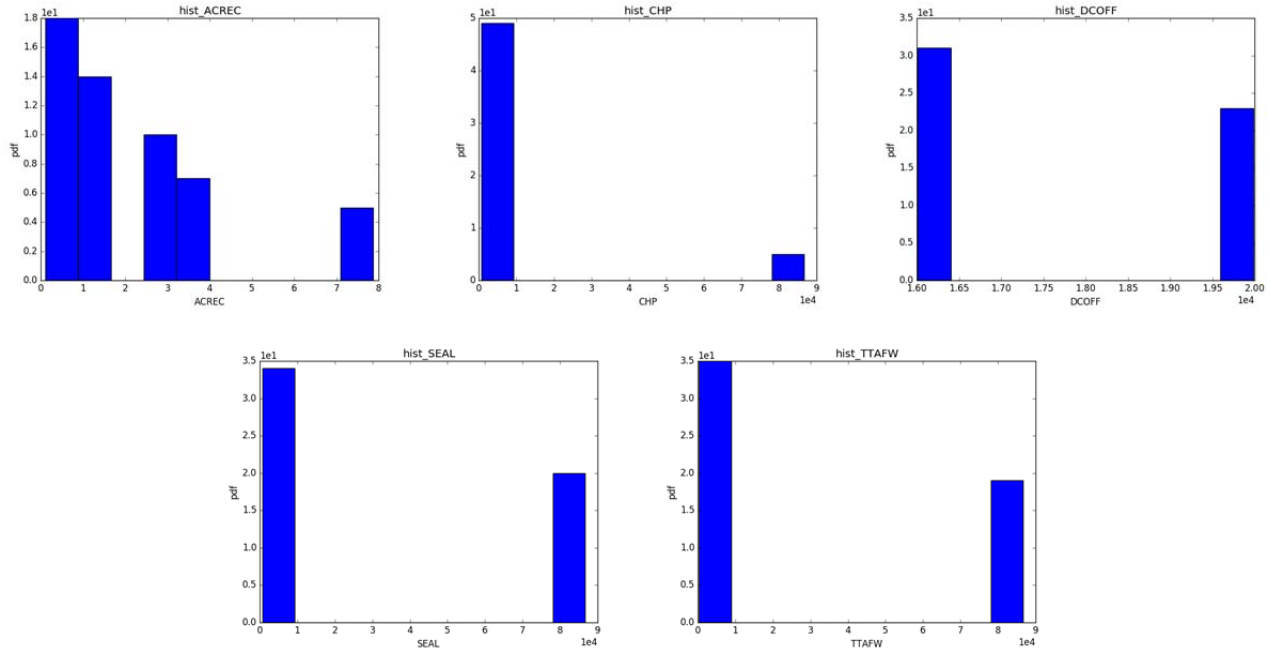 hist_ACREC
1e1
1.8
1.6
1.4
1.2
1.0
0.8
0.6
0.4
0.2
0.0
pdf
0 1 2 3 4 5 6 7 8
ACREC
hist_CHP
1e1
5
4
3
2
1
0
pdf
0 1 2 3 4 5 6 7 8 9
1e4
CHP
hist_DCOFF
1e1
3.5
3.0
2.5
2.0
1.5
1.0
0.5
0.0
pdf
1.60 1.65 1.70 1.75 1.80 1.85 1.90 1.95 2.00
1e4
DCOFF
hist_SEAL
1e1
3.5
3.0
2.5
2.0
1.5
1.0
0.5
0.0
pdf
0 1 2 3 4 5 6 7 8 9
1e4
SEAL
hist_TTAFW
1e1
3.5
3.0
2.5
2.0
1.5
1.0
0.5
0.0
pdf
0 1 2 3 4 5 6 7 8 9
1e4
TTAFW